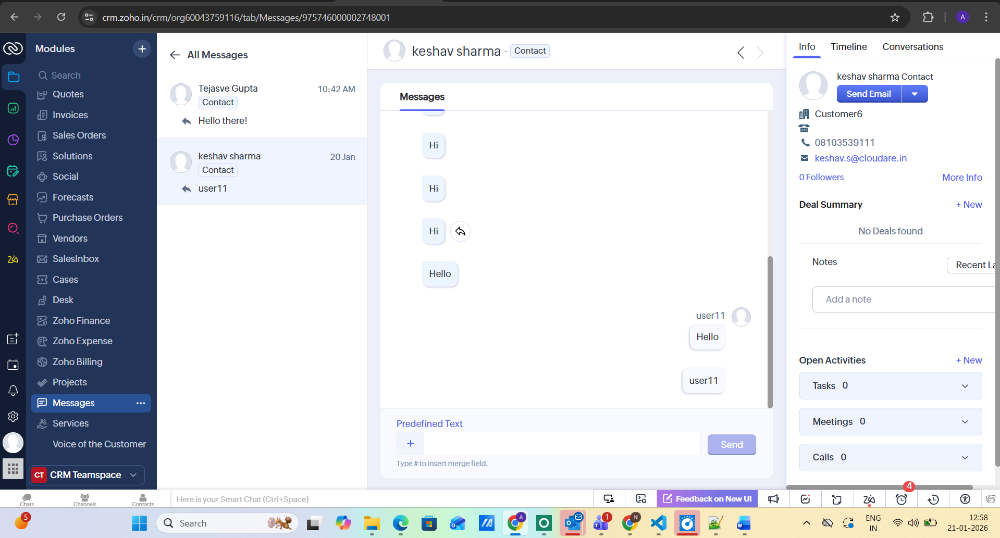 crm.zoho.in/crm/org60043759116/tab/Messages/975746000002748001
A
Modules
Search
Quotes
Invoices
Sales Orders
Solutions
Social
Forecasts
Purchase Orders
Vendors
SalesInbox
Cases
Desk
Zoho Finance
Zoho Expense
Zoho Billing
Projects
Messages
Services
Voice of the Customer
CT CRM Teamspace
All Messages
Tejasve Gupta 10:42 AM
Contact
Hello there!
keshav sharma 20 Jan
Contact
user11
keshav sharma - Contact
Messages
Hi
Hi
Hi
Hello
user11
Hello
user11
Predefined Text
+
Send
Type # to insert merge field.
Info Timeline Conversations
keshav sharma Contact
Send Email
Customer6
08103539111
keshav.s@cloudare.in
0 Followers More Info
Deal Summary + New
No Deals found
Notes Recent La
Add a note
Open Activities + New
Tasks 0
Meetings 0
Calls 0
Chats Channels Contacts Here is your Smart Chat (Ctrl+Space) Feedback on New UI 4
5 Search A 1 N ENG IN 12:58
21-01-2026